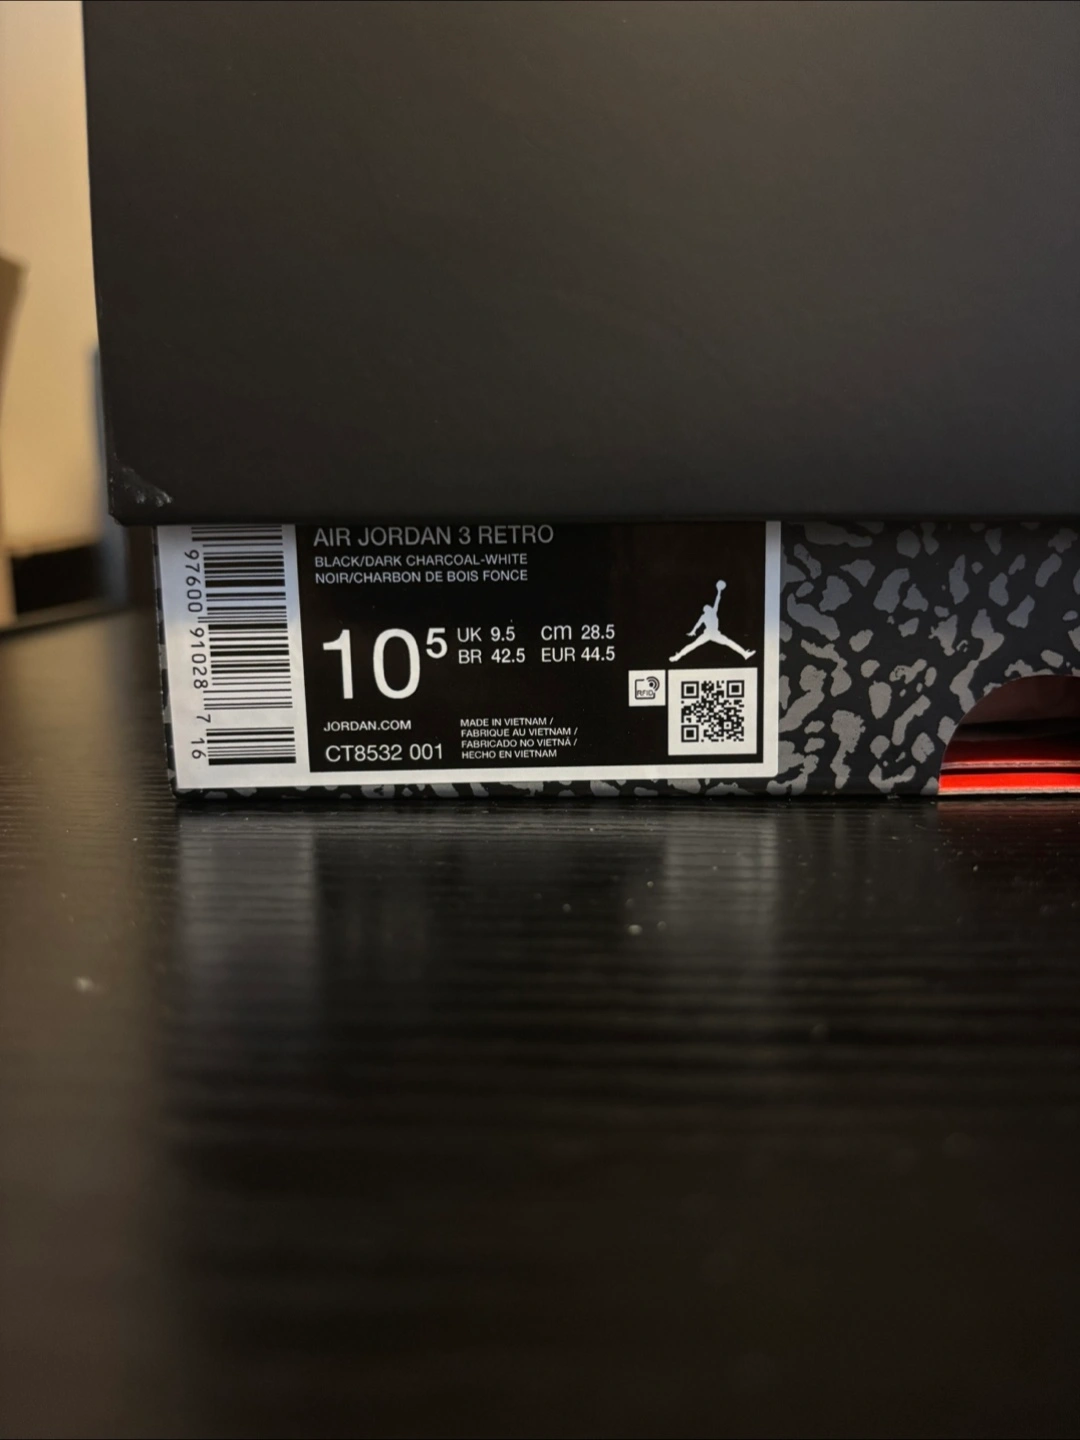 AIR JORDAN 3 RETRO
BLACK/DARK CHARCOAL-WHITE
NOIR/CHARBON DE BOIS FONCE
10 5
UK 9.5 cm 28.5
BR 42.5 EUR 44.5
RFID
JORDAN.COM
CT8532 001
MADE IN VIETNAM /
FABRIQUE AU VIETNAM /
FABRICADO NO VIETNÁ /
HECHO EN VIETNAM
97600 91028 7 16